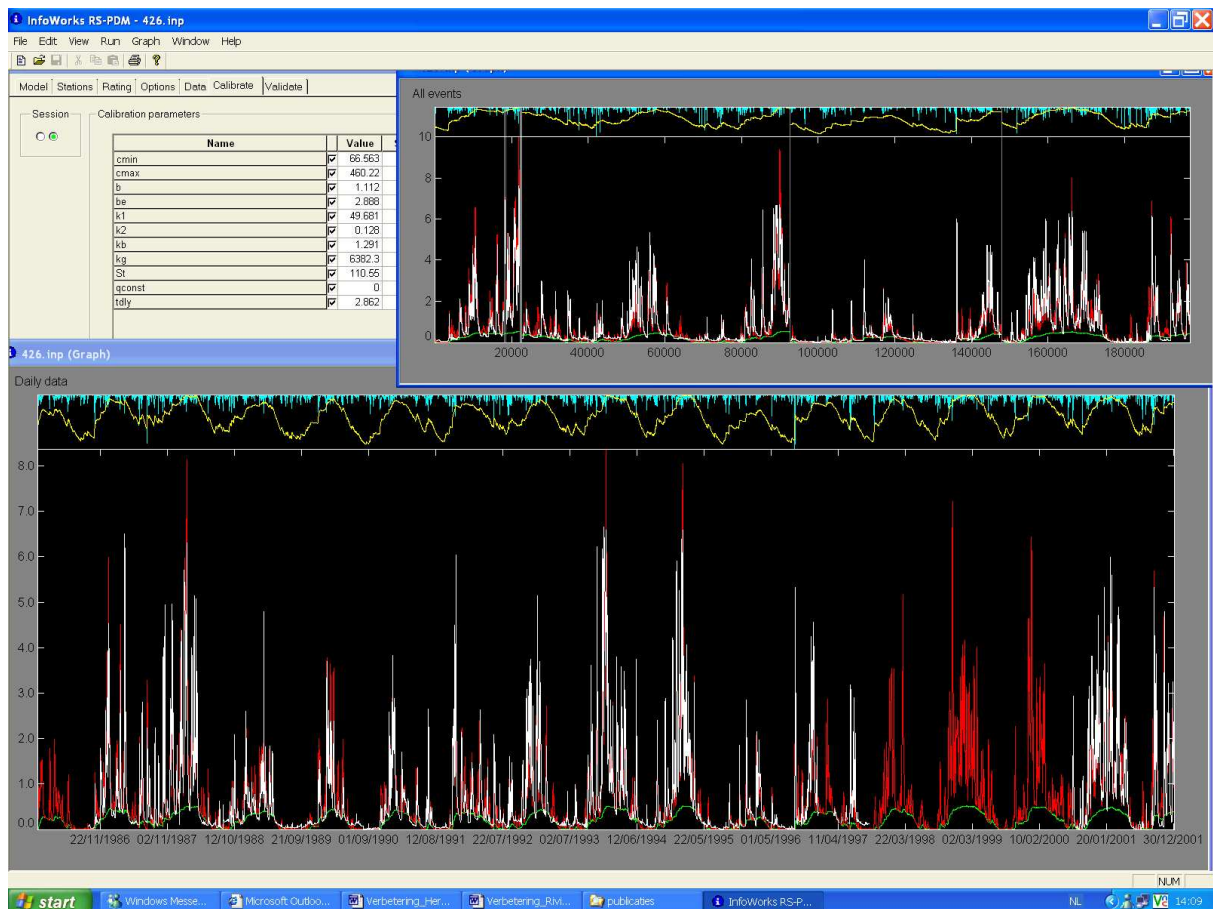 InfoWorks RS-PDM - 426.inp
File Edit View Run Graph Window Help
Model Stations Rating Options Data Calibrate Validate
Session
Calibration parameters
Name Value
cmin 66.563
cmax 460.22
b 1.112
be 2.888
k1 49.681
k2 0.128
kb 1.291
kg 6382.3
St 110.55
qconst 0
tdly 2.862
All events
10
8
6
4
2
0
20000 40000 60000 80000 100000 120000 140000 160000 180000
426.inp (Graph)
Daily data
8.0
7.0
6.0
5.0
4.0
3.0
2.0
1.0
0.0
22/11/1986 02/11/1987 12/10/1988 21/09/1989 01/09/1990 12/08/1991 22/07/1992 02/07/1993 12/06/1994 22/05/1995 01/05/1996 11/04/1997 22/03/1998 02/03/1999 10/02/2000 20/01/2001 30/12/2001
NUM
start Windows Messe... Microsoft Outloo... Verbetering_Her... Verbetering_Rivi... publicaties InfoWorks RS-P... NL 14:09